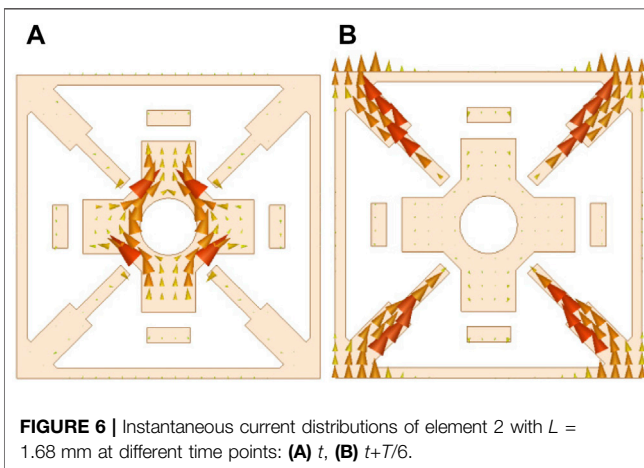 A
B
FIGURE 6 | Instantaneous current distributions of element 2 with L =
1.68 mm at different time points: (A) t, (B) t+T/6.